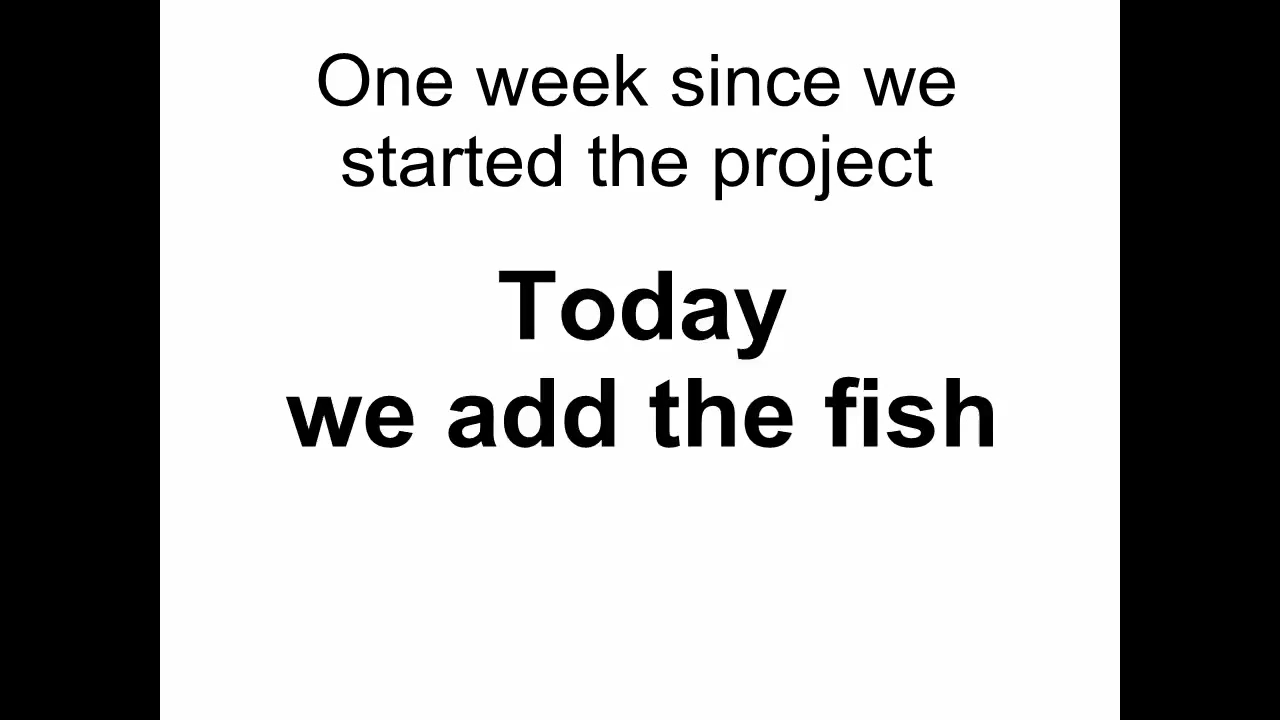 One week since we
started the project
Today
we add the fish